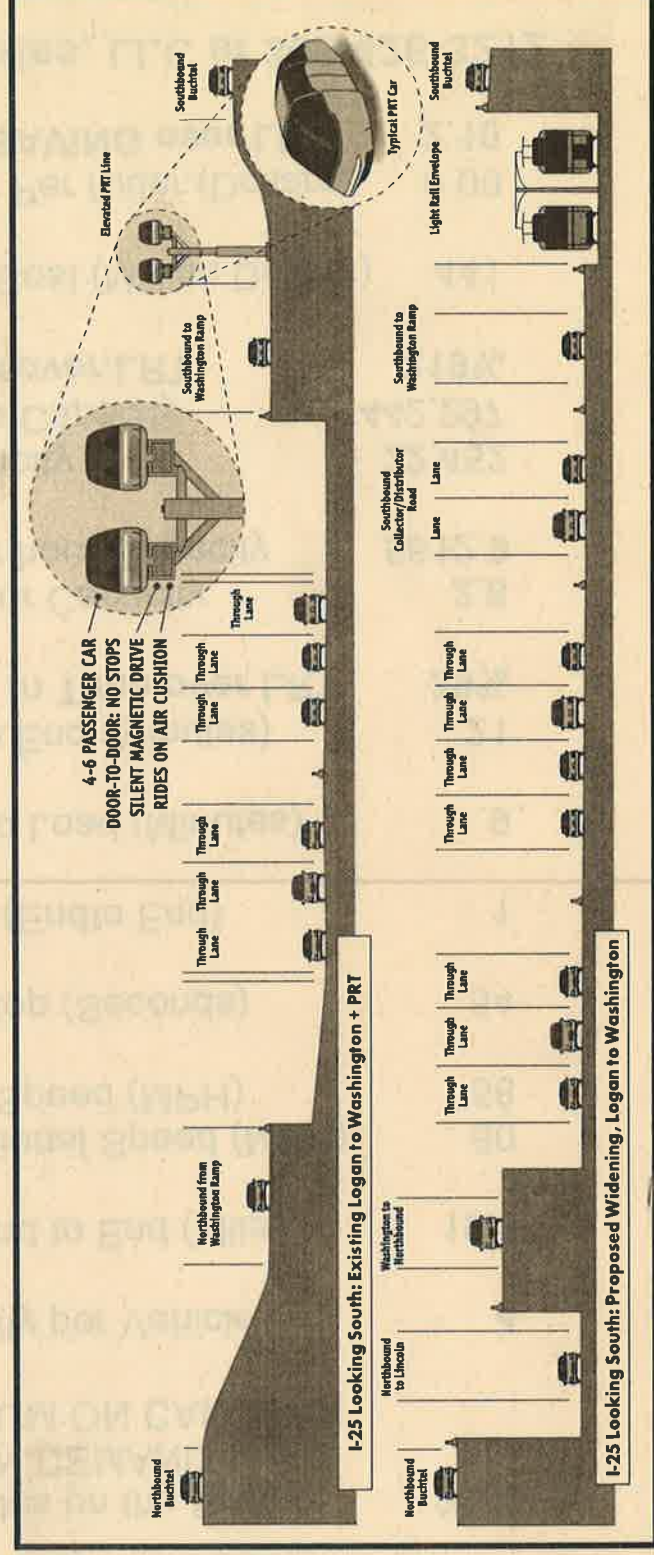 Northbound
Buchtel
Northbound from
Washington Ramp
Through
Lane
Through
Lane
Through
Lane
Through
Lane
Through
Lane
Through
Lane
4-6 PASSENGER CAR
DOOR-TO-DOOR: NO STOPS
SILENT MAGNETIC DRIVE
RIDES ON AIR CUSHION
Southbound to
Washington Ramp
Elevated PRT Line
Southbound
Buchtel
Typical PRT Car
I-25 Looking South: Existing Logan to Washington + PRT
Northbound
Buchtel
Northbound
to Lincoln
Washington to
Northbound
Through
Lane
Through
Lane
Through
Lane
Through
Lane
Through
Lane
Through
Lane
Through
Lane
Southbound
Collector/Distributor
Road
Lane
Lane
Southbound to
Washington Ramp
Light Rail Envelope
Southbound
Buchtel
I-25 Looking South: Proposed Widening, Logan to Washington